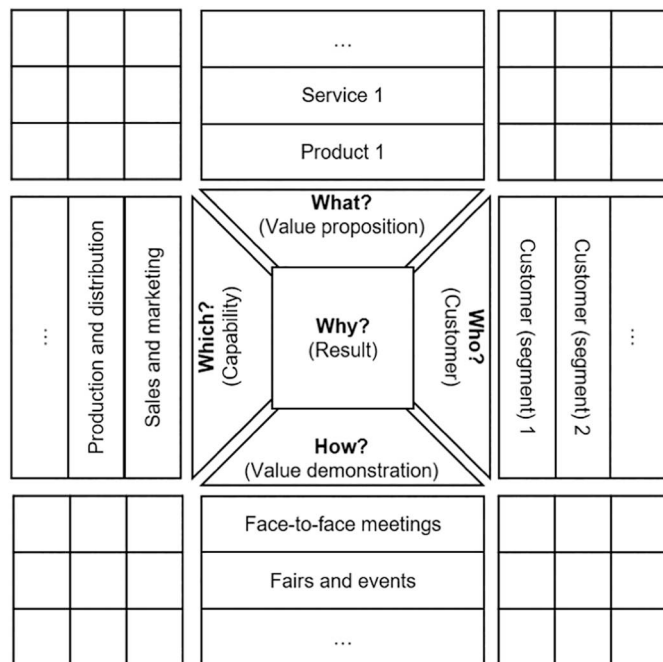 ...
Service 1
Product 1
What?
(Value proposition)
...
Production and distribution
Sales and marketing
Which?
(Capability)
Why?
(Result)
Who?
(Customer)
Customer (segment) 1
Customer (segment) 2
...
How?
(Value demonstration)
Face-to-face meetings
Fairs and events
...